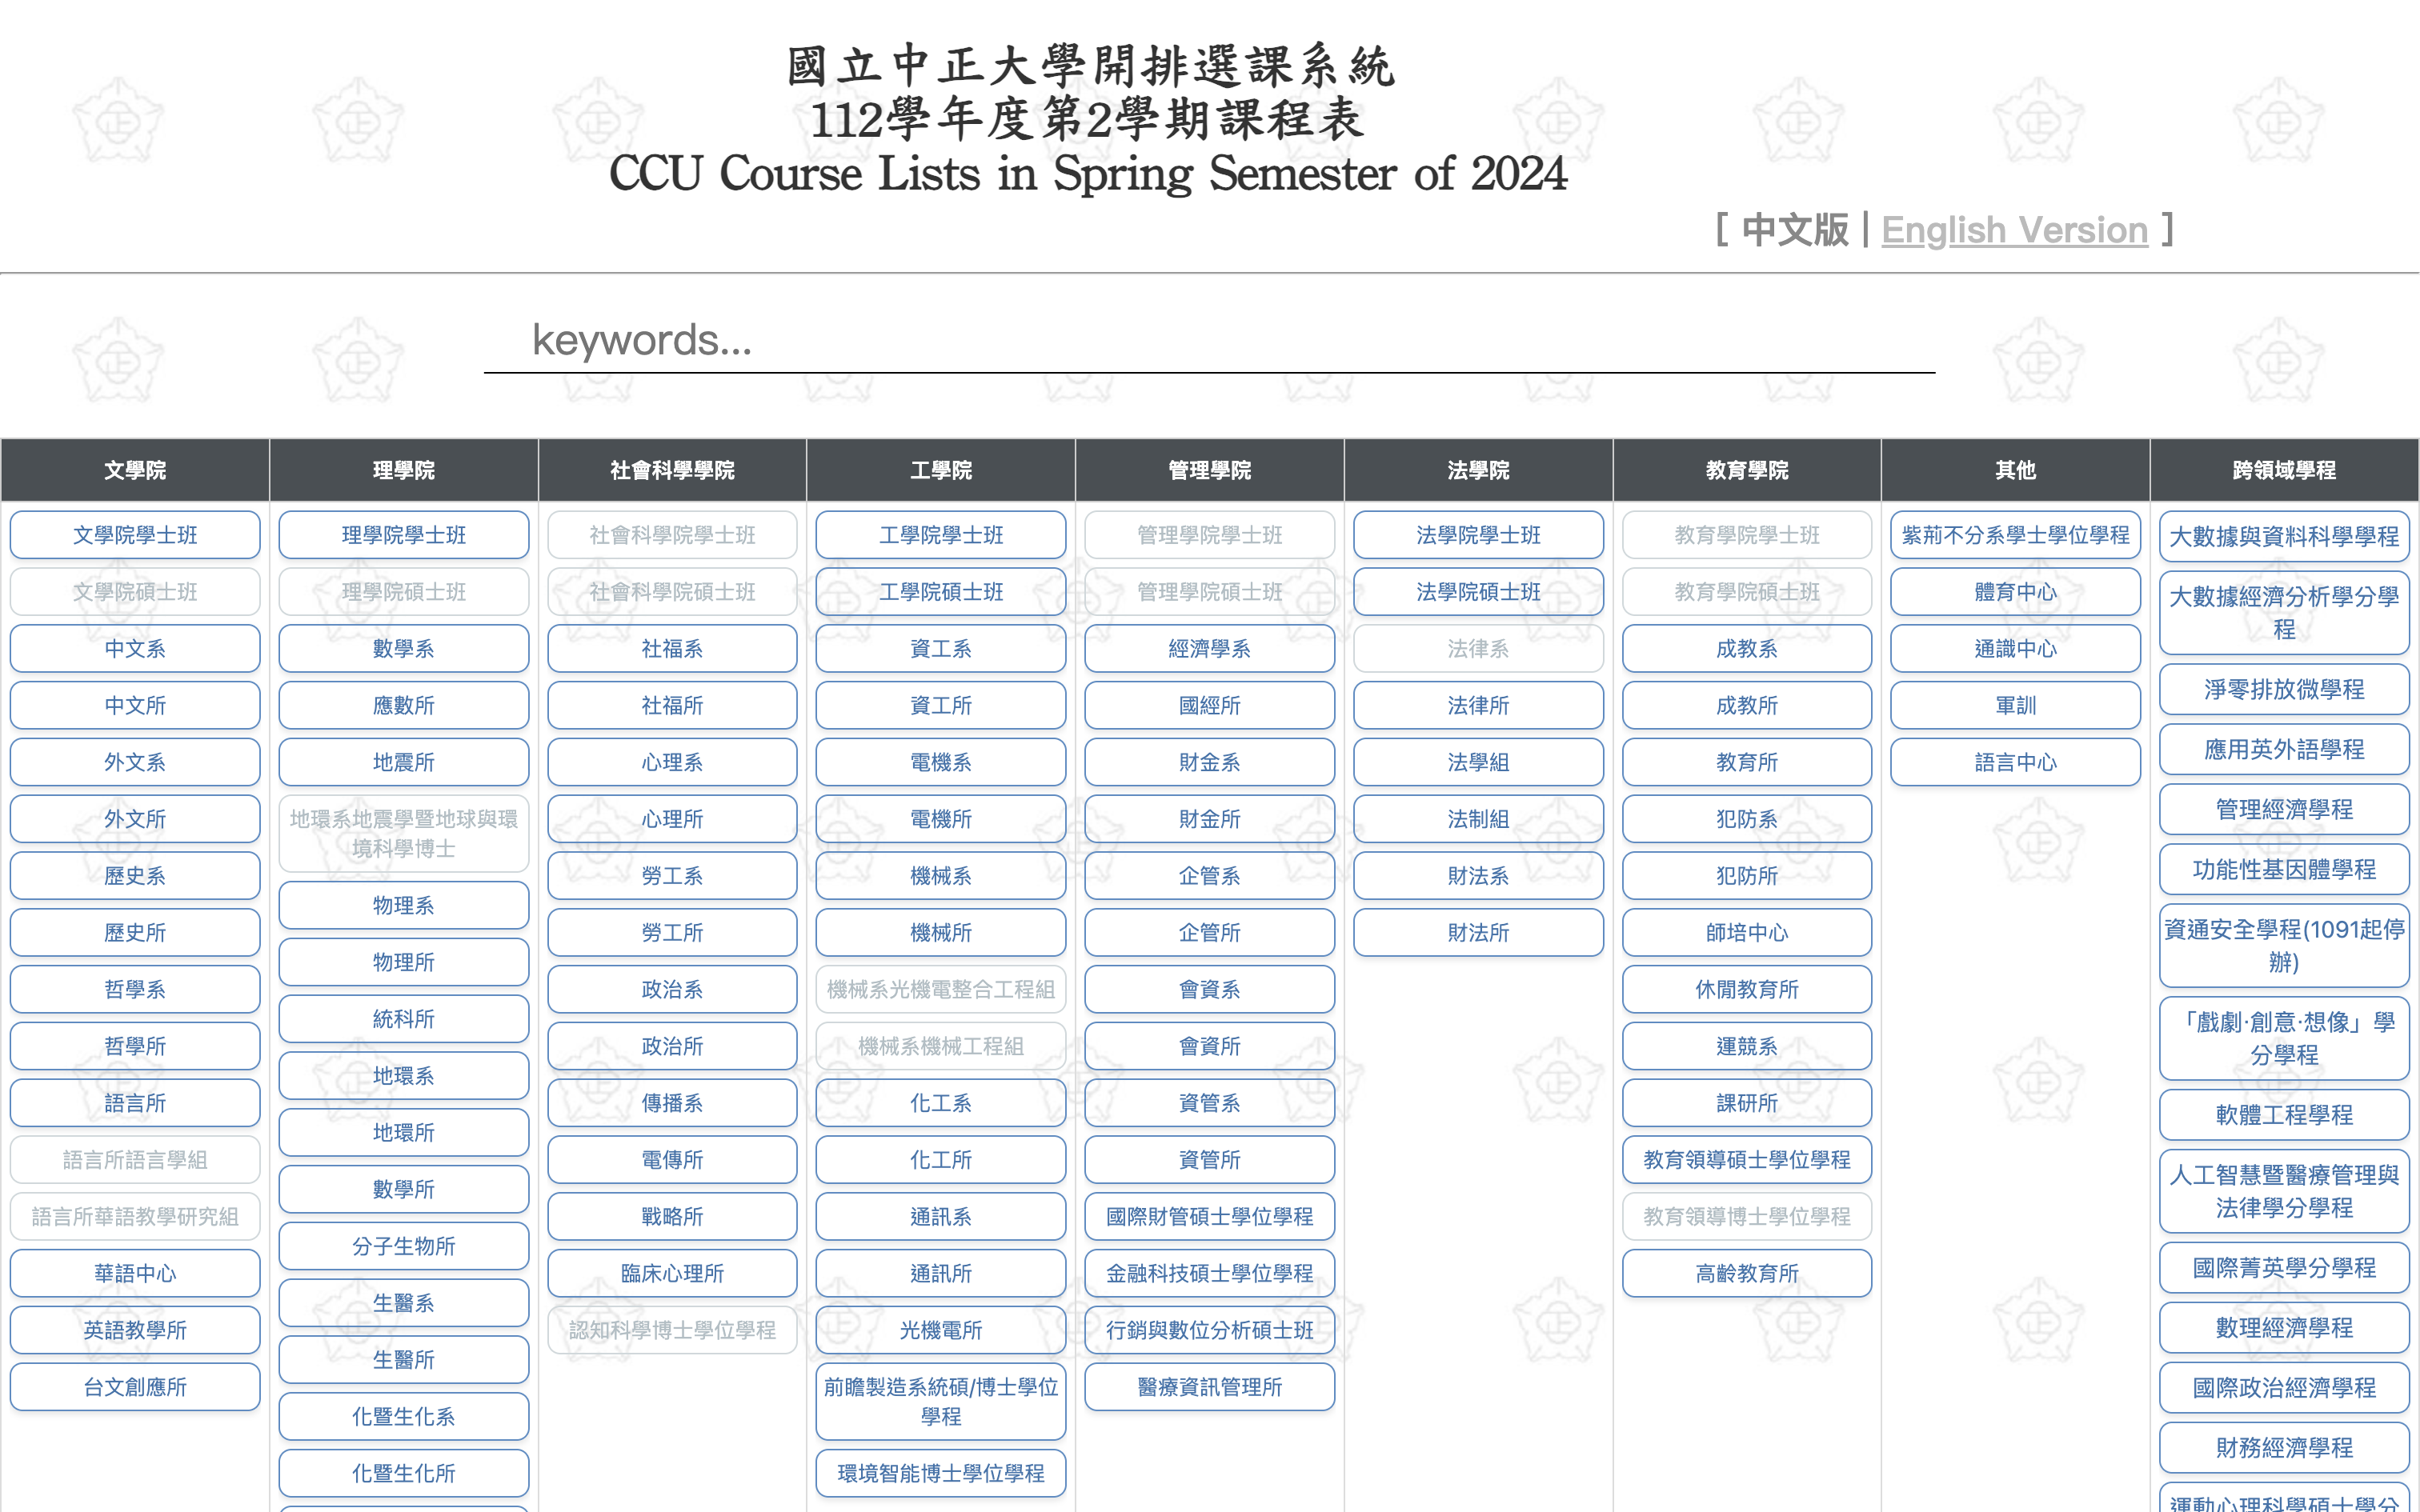 國立中正大學開排選課系統
112學年度第2學期課程表
CCU Course Lists in Spring Semester of 2024
[ 中文版 | English Version ]
keywords...
文學院
文學院學士班
文學院碩士班
中文系
中文所
外文系
外文所
歷史系
歷史所
哲學系
哲學所
語言所
語言所語言學組
語言所華語教學研究組
華語中心
英語教學所
台文創應所
理學院
理學院學士班
理學院碩士班
數學系
應數所
地震所
地環系地震學暨地球與環
境科學博士
物理系
物理所
統科所
地環系
地環所
數學所
分子生物所
生醫系
生醫所
化暨生化系
化暨生化所
社會科學學院
社會科學院學士班
社會科學院碩士班
社福系
社福所
心理系
心理所
勞工系
勞工所
政治系
政治所
傳播系
電傳所
戰略所
臨床心理所
認知科學博士學位學程
工學院
工學院學士班
工學院碩士班
資工系
資工所
電機系
電機所
機械系
機械所
機械系光機電整合工程組
機械系機械工程組
化工系
化工所
通訊系
通訊所
光機電所
前瞻製造系統碩/博士學位
學程
環境智能博士學位學程
管理學院
管理學院學士班
管理學院碩士班
經濟學系
國經所
財金系
財金所
企管系
企管所
會資系
會資所
資管系
資管所
國際財管碩士學位學程
金融科技碩士學位學程
行銷與數位分析碩士班
醫療資訊管理所
法學院
法學院學士班
法學院碩士班
法律系
法律所
法學組
法制組
財法系
財法所
教育學院
教育學院學士班
教育學院碩士班
成教系
成教所
教育所
犯防系
犯防所
師培中心
休閒教育所
運競系
課研所
教育領導碩士學位學程
教育領導博士學位學程
高齡教育所
其他
紫荊不分系學士學位學程
體育中心
通識中心
軍訓
語言中心
跨領域學程
大數據與資料科學學程
大數據經濟分析學分學
程
淨零排放微學程
應用英外語學程
管理經濟學程
功能性基因體學程
資通安全學程(1091起停
辦)
「戲劇‧創意‧想像」學
分學程
軟體工程學程
人工智慧暨醫療管理與
法律學分學程
國際菁英學分學程
數理經濟學程
國際政治經濟學程
財務經濟學程
運動心理科學碩士學分